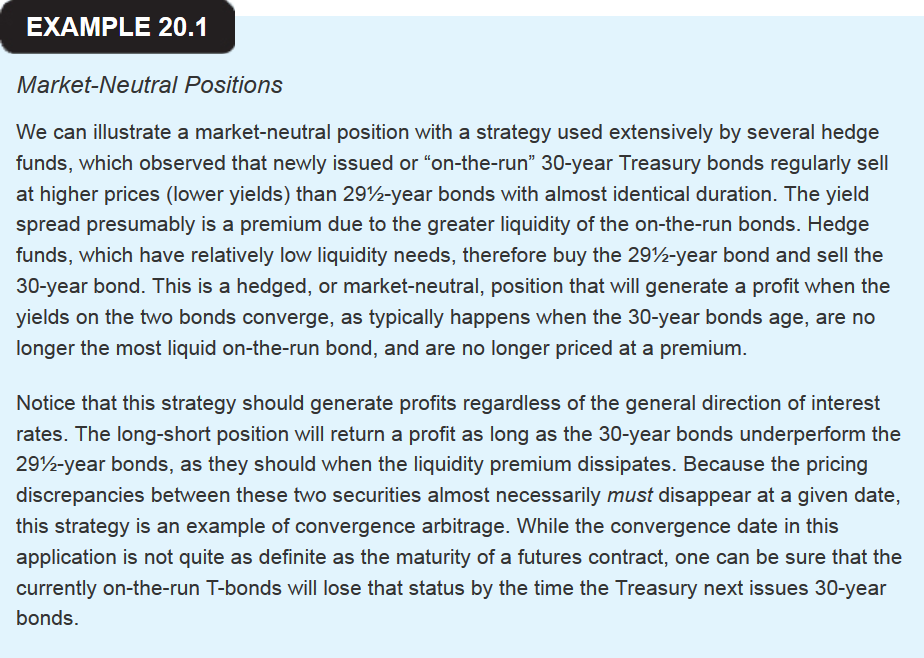 EXAMPLE 20.1
Market-Neutral Positions
We can illustrate a market-neutral position with a strategy used extensively by several hedge
funds, which observed that newly issued or “on-the-run” 30-year Treasury bonds regularly sell
at higher prices (lower yields) than 29½-year bonds with almost identical duration. The yield
spread presumably is a premium due to the greater liquidity of the on-the-run bonds. Hedge
funds, which have relatively low liquidity needs, therefore buy the 29½-year bond and sell the
30-year bond. This is a hedged, or market-neutral, position that will generate a profit when the
yields on the two bonds converge, as typically happens when the 30-year bonds age, are no
longer the most liquid on-the-run bond, and are no longer priced at a premium.
Notice that this strategy should generate profits regardless of the general direction of interest
rates. The long-short position will return a profit as long as the 30-year bonds underperform the
29½-year bonds, as they should when the liquidity premium dissipates. Because the pricing
discrepancies between these two securities almost necessarily must disappear at a given date,
this strategy is an example of convergence arbitrage. While the convergence date in this
application is not quite as definite as the maturity of a futures contract, one can be sure that the
currently on-the-run T-bonds will lose that status by the time the Treasury next issues 30-year
bonds.